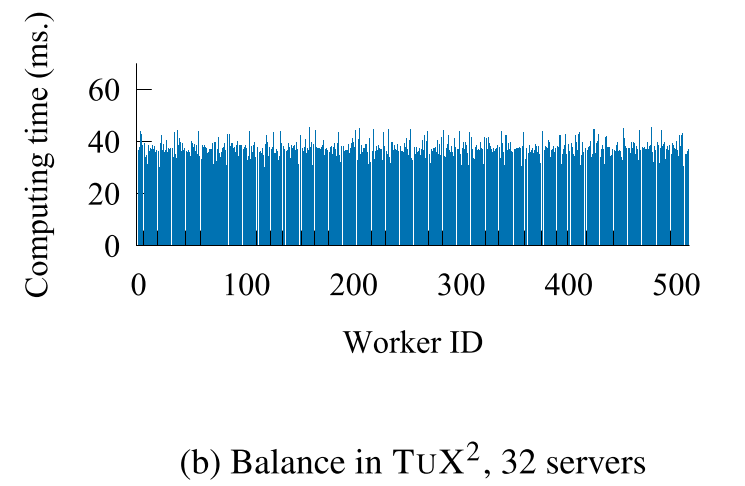 Computing time (ms.)
60
40
20
0
0 100 200 300 400 500
Worker ID
(b) Balance in TUX², 32 servers